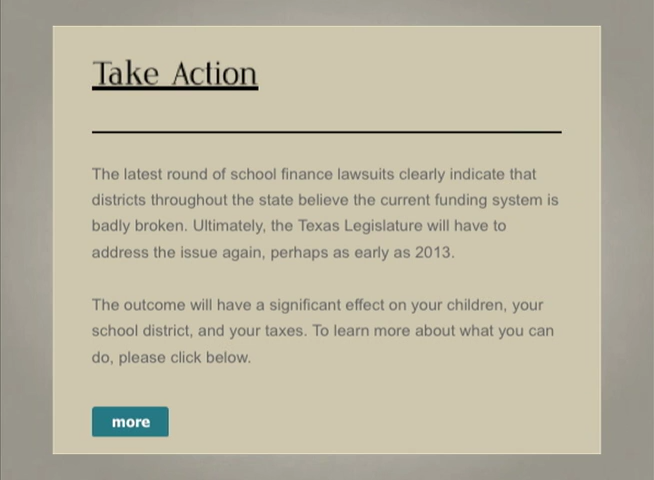 Take Action
The latest round of school finance lawsuits clearly indicate that
districts throughout the state believe the current funding system is
badly broken. Ultimately, the Texas Legislature will have to
address the issue again, perhaps as early as 2013.
The outcome will have a significant effect on your children, your
school district, and your taxes. To learn more about what you can
do, please click below.
more